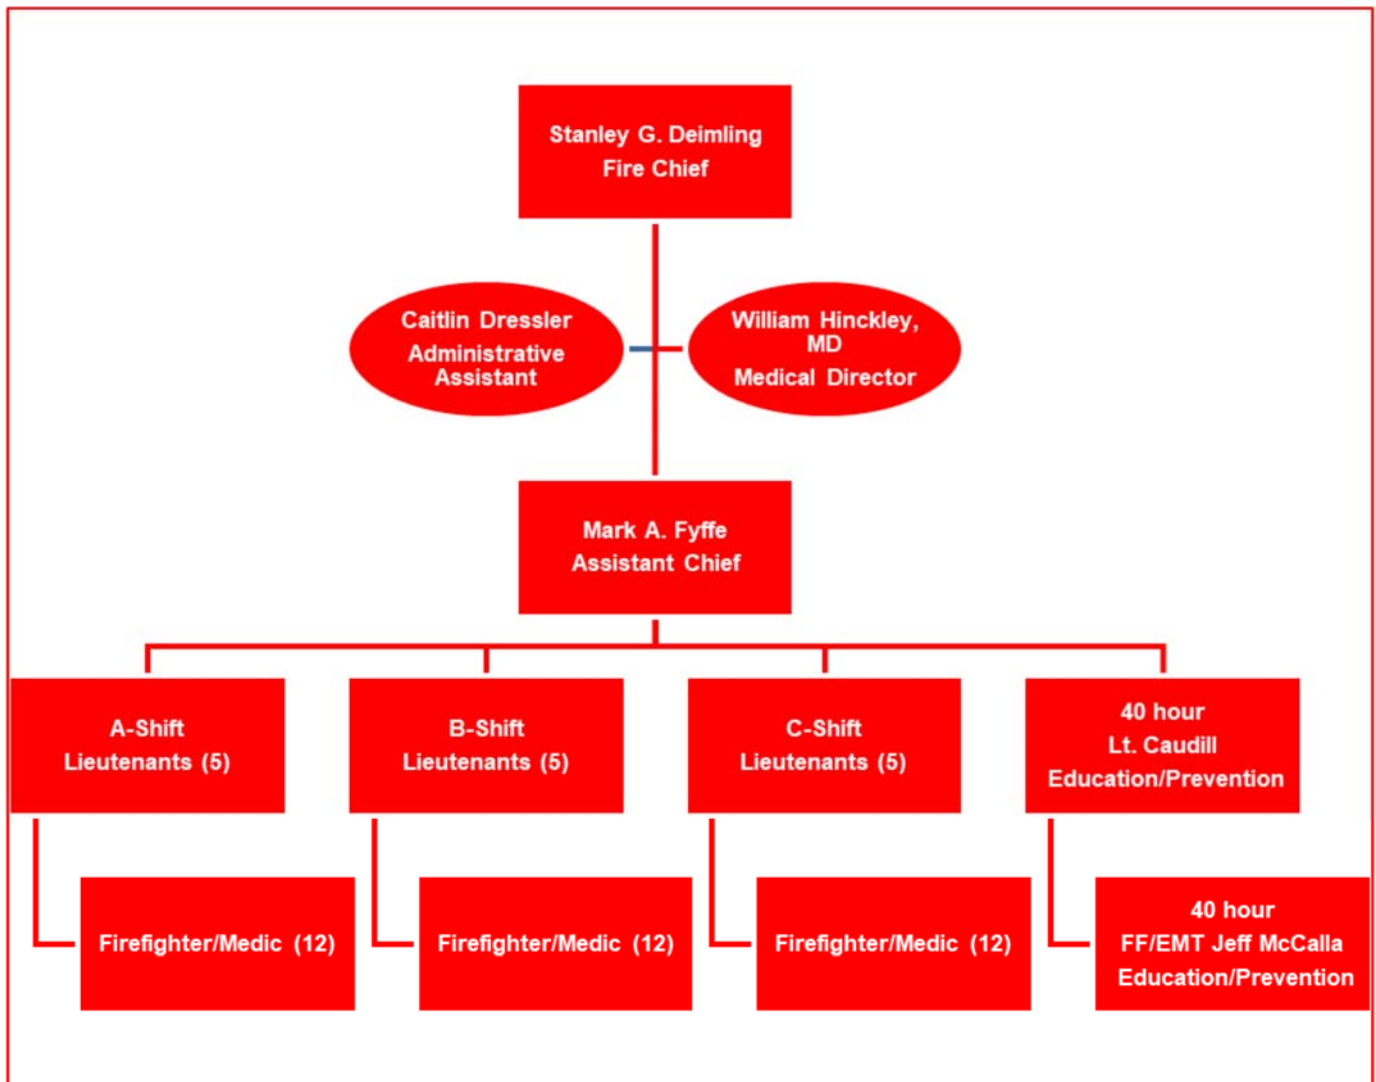 Stanley G. Deimling
Fire Chief
Caitlin Dressler
Administrative
Assistant
William Hinckley,
MD
Medical Director
Mark A. Fyffe
Assistant Chief
A-Shift
Lieutenants (5)
B-Shift
Lieutenants (5)
C-Shift
Lieutenants (5)
40 hour
Lt. Caudill
Education/Prevention
Firefighter/Medic (12)
Firefighter/Medic (12)
Firefighter/Medic (12)
40 hour
FF/EMT Jeff McCalla
Education/Prevention